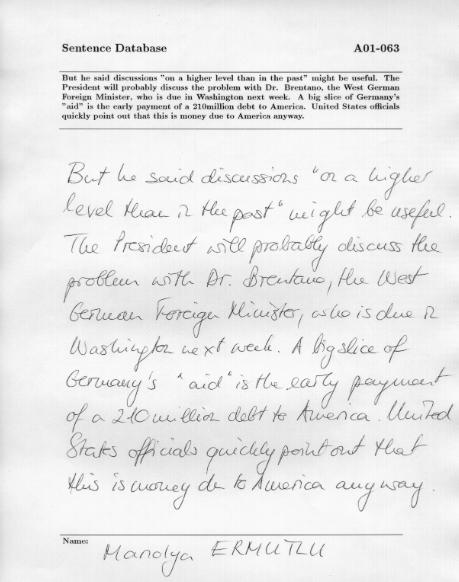 Sentence Database A01-063
But he said discussions "on a higher level than in the past" might be useful. The
President will probably discuss the problem with Dr. Brentano, the West German
Foreign Minister, who is due in Washington next week. A big slice of Germany's
"aid" is the early payment of a 210million debt to America. United States officials
quickly point out that this is money due to America anyway.
But he said discussions "on a higher
level than in the past" might be useful.
The President will probably discuss the
problem with Dr. Brentano, the West
German Foreign Minister, who is due in
Washington next week. A big slice of
Germany's "aid" is the early payment
of a 210 million debt to America. United
States officials quickly point out that
this is money due to America anyway.
Name:
Manolya ERMUTLU